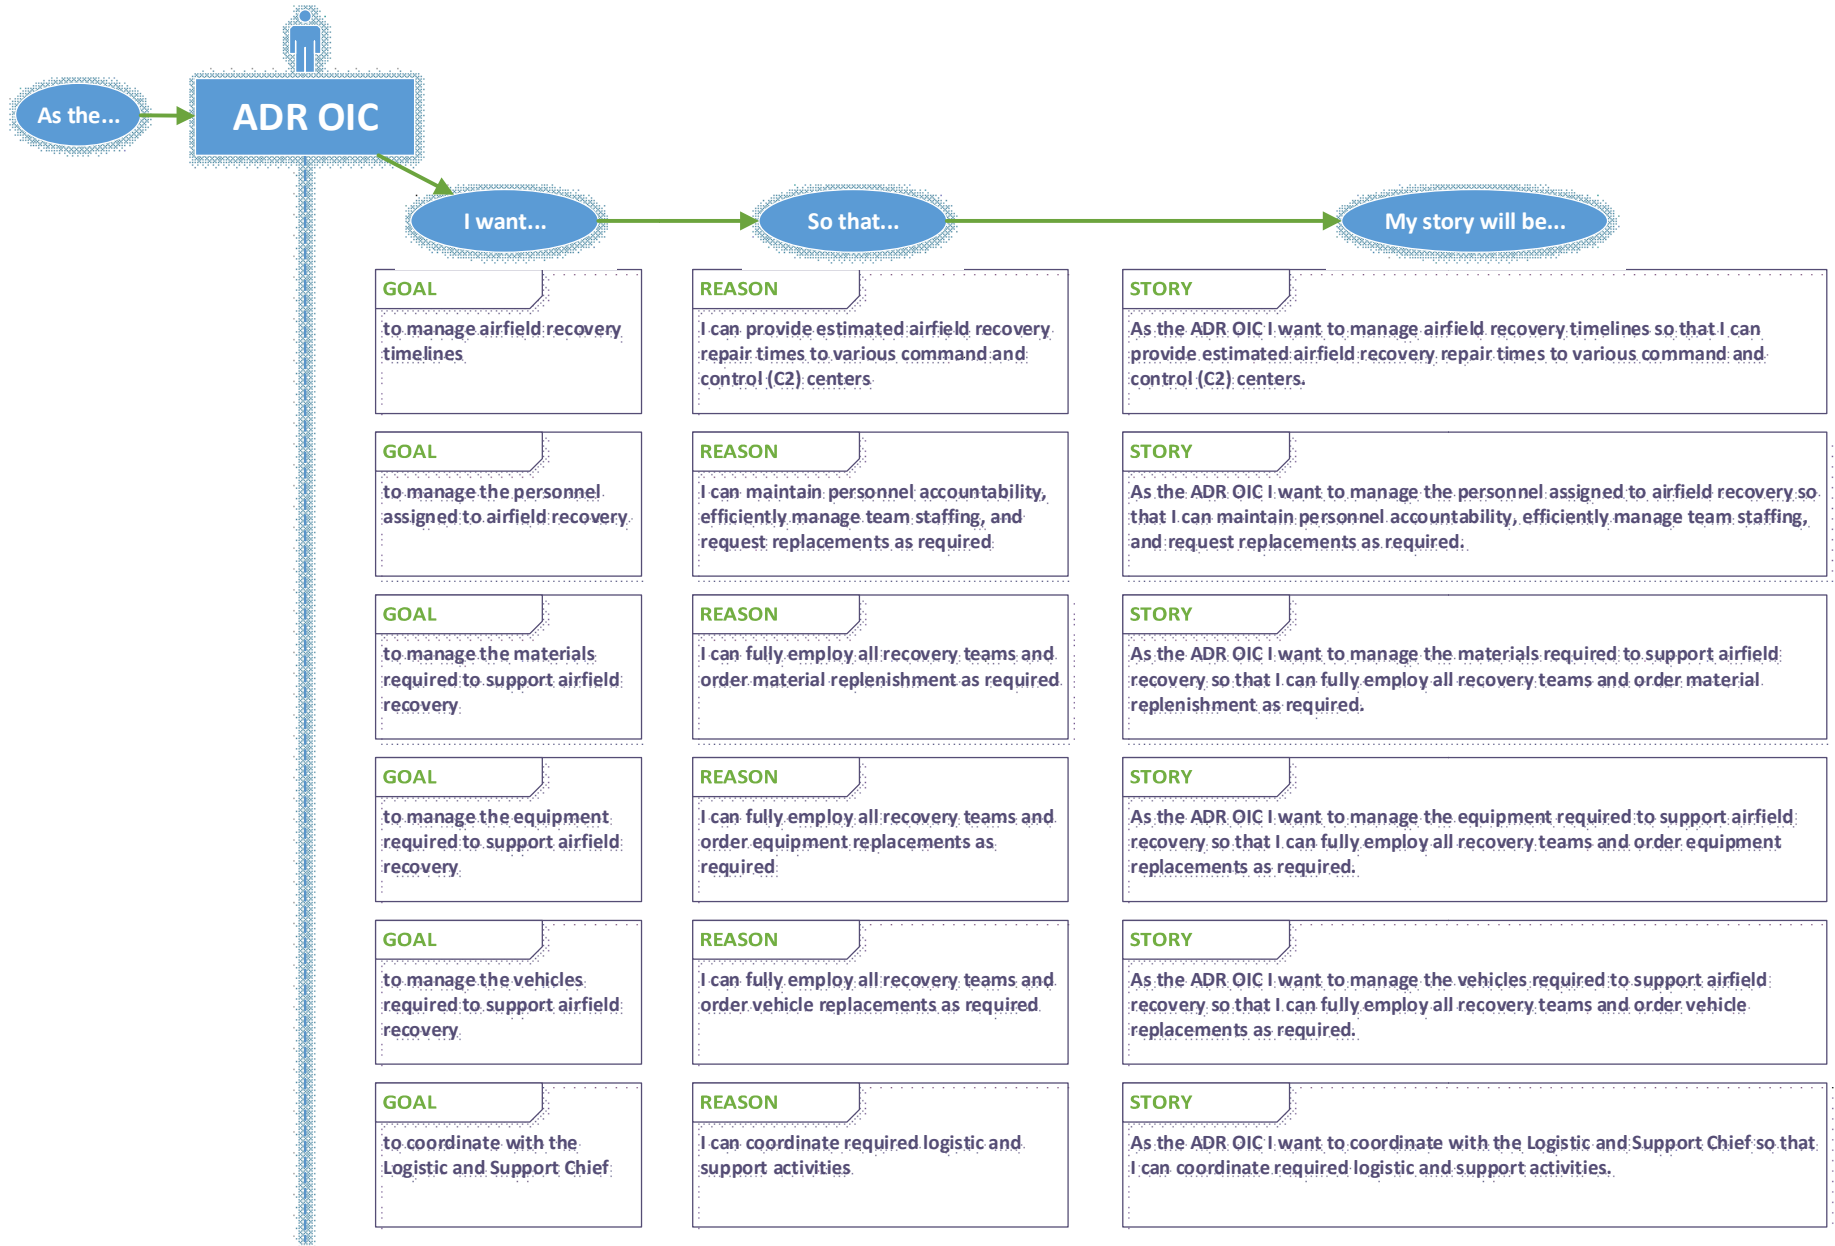 As the...
ADR OIC
I want...
So that...
My story will be...
GOAL
to manage airfield recovery
timelines
REASON
I can provide estimated airfield recovery
repair times to various command and
control (C2) centers
STORY
As the ADR OIC I want to manage airfield recovery timelines so that I can
provide estimated airfield recovery repair times to various command and
control (C2) centers.
GOAL
to manage the personnel
assigned to airfield recovery
REASON
I can maintain personnel accountability,
efficiently manage team staffing, and
request replacements as required
STORY
As the ADR OIC I want to manage the personnel assigned to airfield recovery so
that I can maintain personnel accountability, efficiently manage team staffing,
and request replacements as required.
GOAL
to manage the materials
required to support airfield
recovery
REASON
I can fully employ all recovery teams and
order material replenishment as required
STORY
As the ADR OIC I want to manage the materials required to support airfield
recovery so that I can fully employ all recovery teams and order material
replenishment as required.
GOAL
to manage the equipment
required to support airfield
recovery
REASON
I can fully employ all recovery teams and
order equipment replacements as
required
STORY
As the ADR OIC I want to manage the equipment required to support airfield
recovery so that I can fully employ all recovery teams and order equipment
replacements as required.
GOAL
to manage the vehicles
required to support airfield
recovery
REASON
I can fully employ all recovery teams and
order vehicle replacements as required
STORY
As the ADR OIC I want to manage the vehicles required to support airfield
recovery so that I can fully employ all recovery teams and order vehicle
replacements as required.
GOAL
to coordinate with the
Logistic and Support Chief
REASON
I can coordinate required logistic and
support activities
STORY
As the ADR OIC I want to coordinate with the Logistic and Support Chief so that
I can coordinate required logistic and support activities.